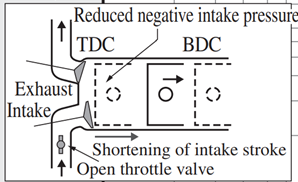 Reduced negative intake pressure
TDC
BDC
Exhaust
Intake
Shortening of intake stroke
Open throttle valve